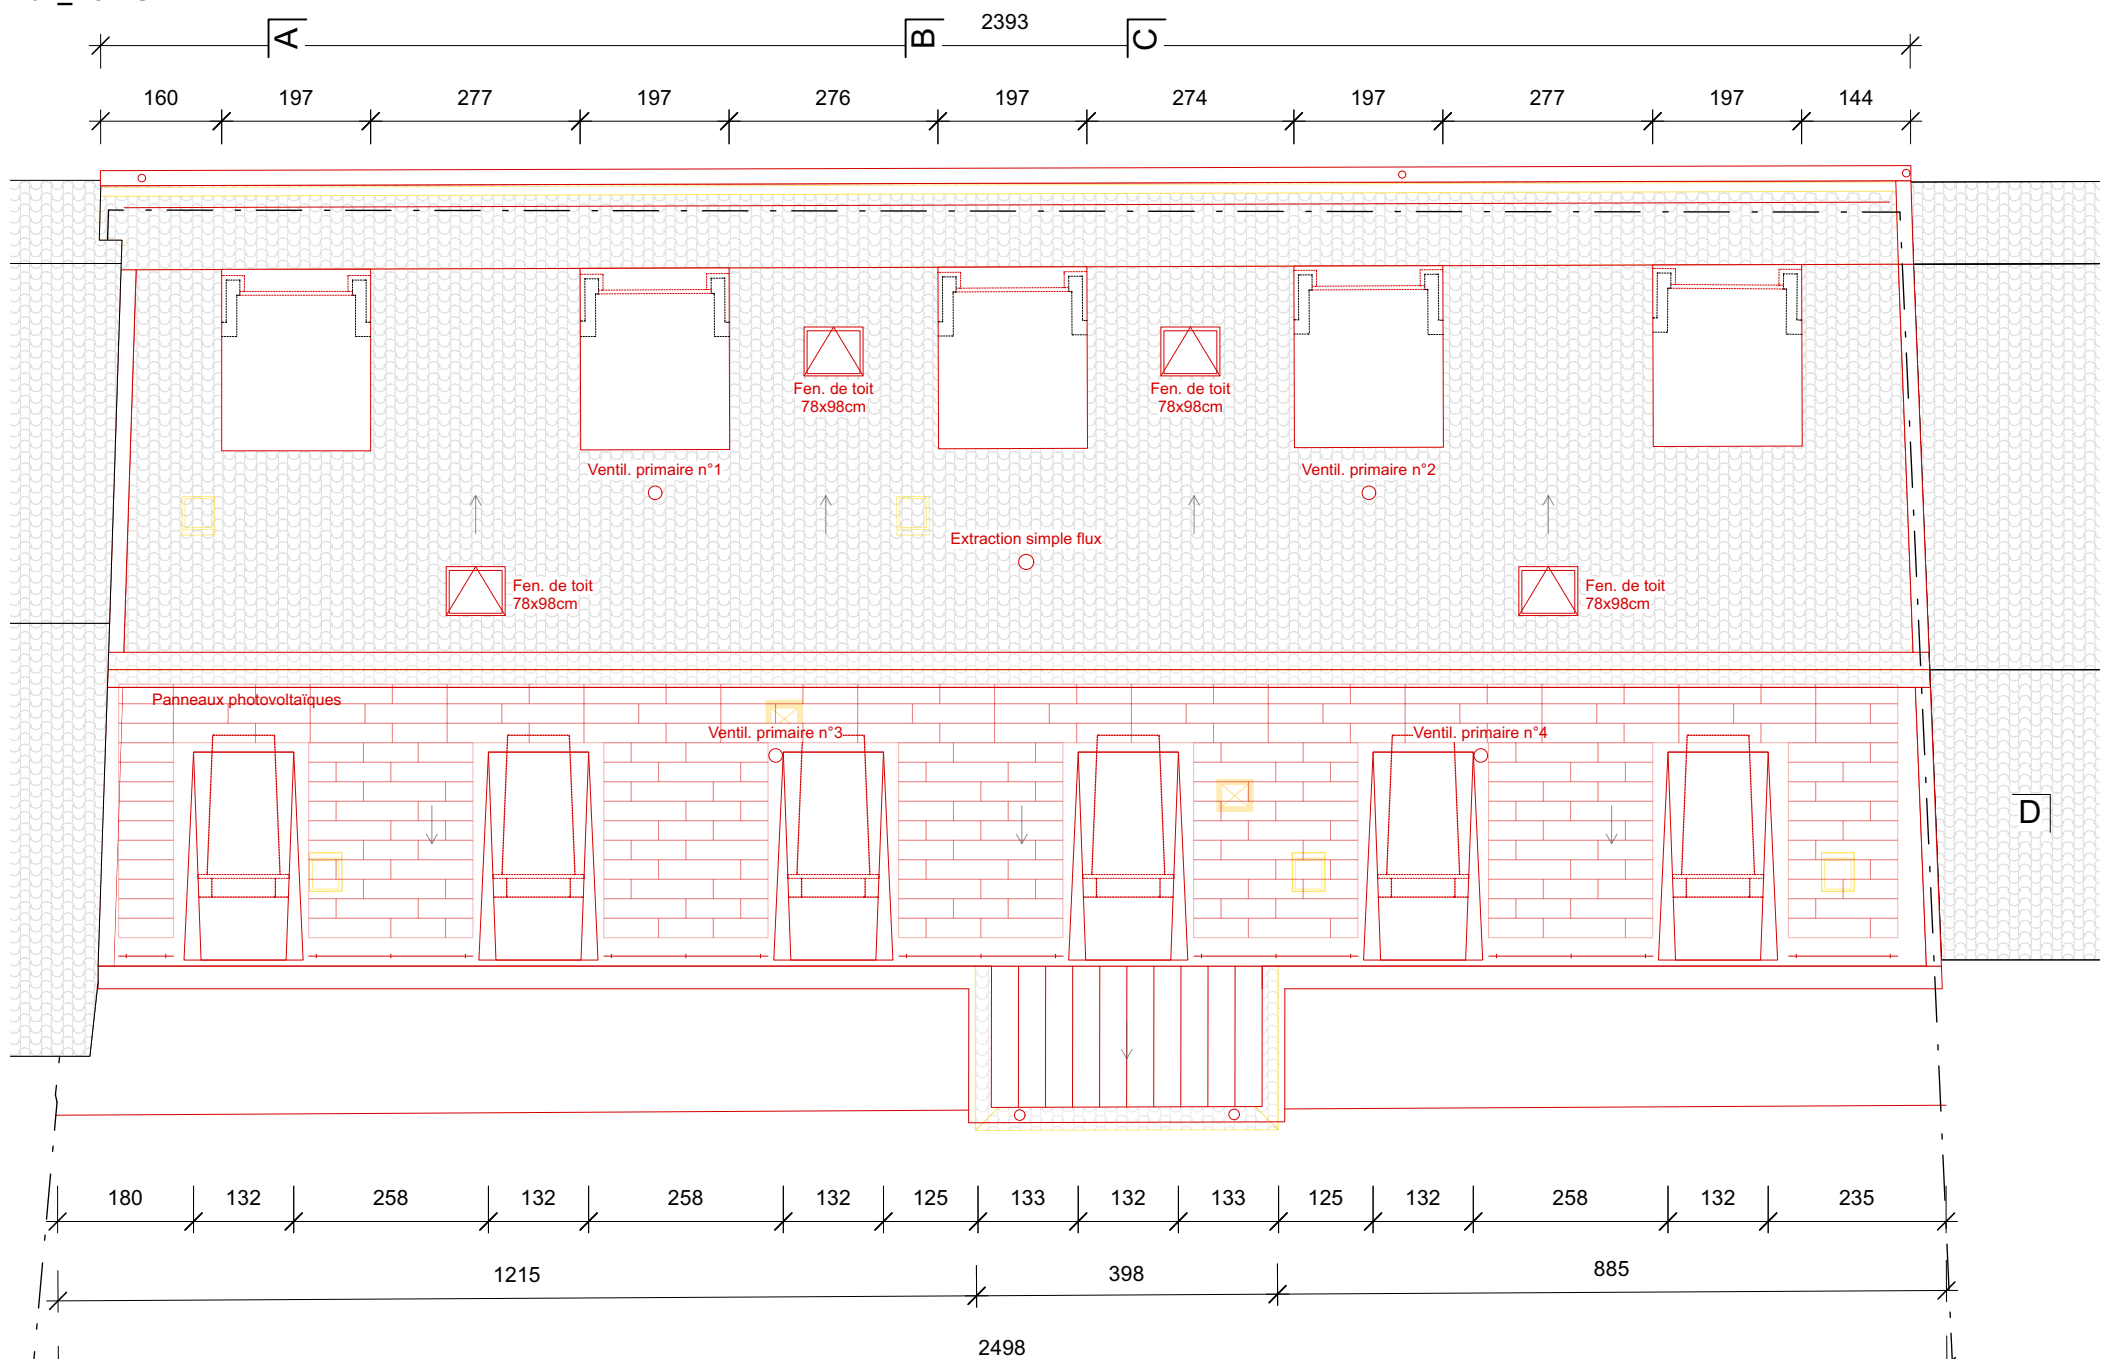 A B C
2393
160 197 277 197 276 197 274 197 277 197 144
Fen. de toit
78x98cm
Fen. de toit
78x98cm
Ventil. primaire n°1
Ventil. primaire n°2
Extraction simple flux
Fen. de toit
78x98cm
Fen. de toit
78x98cm
Panneaux photovoltaïques
Ventil. primaire n°3
Ventil. primaire n°4
D
180 132 258 132 258 132 125 133 132 133 125 132 258 132 235
1215 398 885
2498